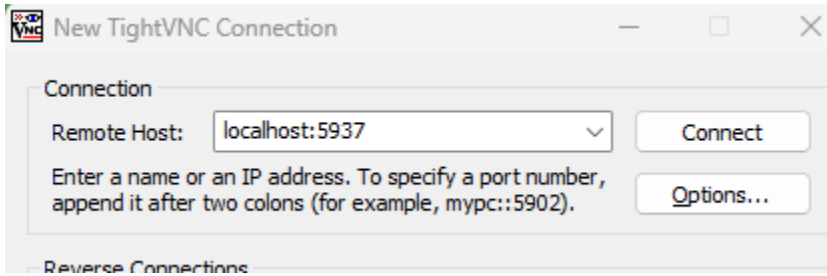 New TightVNC Connection
Connection
Remote Host: localhost:5937 Connect
Enter a name or an IP address. To specify a port number,
append it after two colons (for example, mypc::5902).
Options...
Reverse Connections